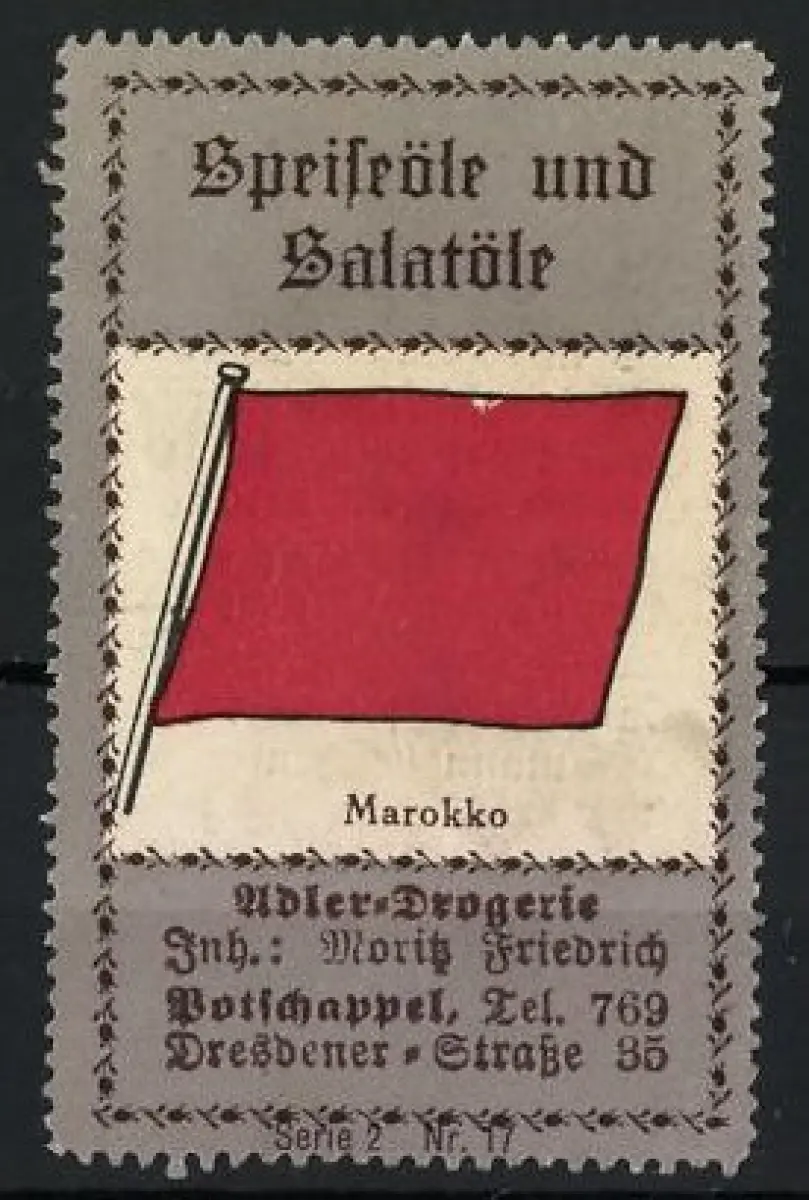 Speiſeöle und
Salatöle
Marokko
Adler-Drogerie
Inh.: Moritz Friedrich
Potſchappel, Tel. 769
Dresdener-Straße 35
Serie 2 Nr. 17